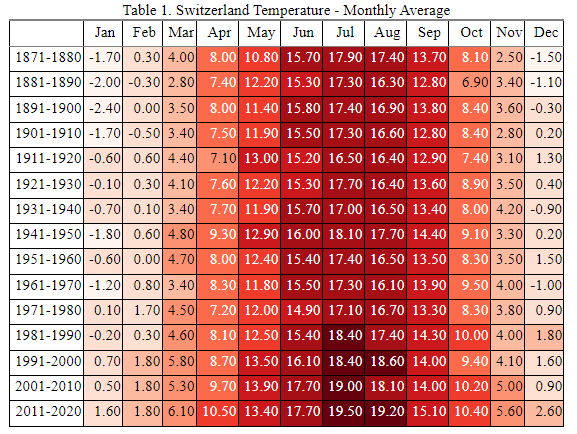 Table 1. Switzerland Temperature - Monthly Average
Jan Feb Mar Apr May Jun Jul Aug Sep Oct Nov Dec
1871-1880 -1.70 0.30 4.00 8.00 10.80 15.70 17.90 17.40 13.70 8.10 2.50 -1.50
1881-1890 -2.00 -0.30 2.80 7.40 12.20 15.30 17.30 16.30 12.80 6.90 3.40 -1.10
1891-1900 -2.40 0.00 3.50 8.00 11.40 15.80 17.40 16.90 13.80 8.40 3.60 -0.30
1901-1910 -1.70 -0.50 3.40 7.50 11.90 15.50 17.30 16.60 12.80 8.40 2.80 0.20
1911-1920 -0.60 0.60 4.40 7.10 13.00 15.20 16.50 16.40 12.90 7.40 3.10 1.30
1921-1930 -0.10 0.30 4.10 7.60 12.20 15.30 17.70 16.40 13.60 8.90 3.50 0.40
1931-1940 -0.70 0.10 3.40 7.70 11.90 15.70 17.00 16.50 13.40 8.00 4.20 -0.90
1941-1950 -1.80 0.60 4.80 9.30 12.90 16.00 18.10 17.70 14.40 9.10 3.30 0.20
1951-1960 -0.60 0.00 4.70 8.00 12.40 15.40 17.40 16.50 13.50 8.30 3.50 1.50
1961-1970 -1.20 0.80 3.40 8.30 11.80 15.50 17.30 16.10 13.90 9.50 4.00 -1.00
1971-1980 0.10 1.70 4.50 7.20 12.00 14.90 17.10 16.70 13.30 8.30 3.80 0.90
1981-1990 -0.20 0.30 4.60 8.10 12.50 15.40 18.40 17.40 14.30 10.00 4.00 1.80
1991-2000 0.70 1.80 5.80 8.70 13.50 16.10 18.40 18.60 14.00 9.40 4.10 1.60
2001-2010 0.50 1.80 5.30 9.70 13.90 17.70 19.00 18.10 14.00 10.20 5.00 0.90
2011-2020 1.60 1.80 6.10 10.50 13.40 17.70 19.50 19.20 15.10 10.40 5.60 2.60